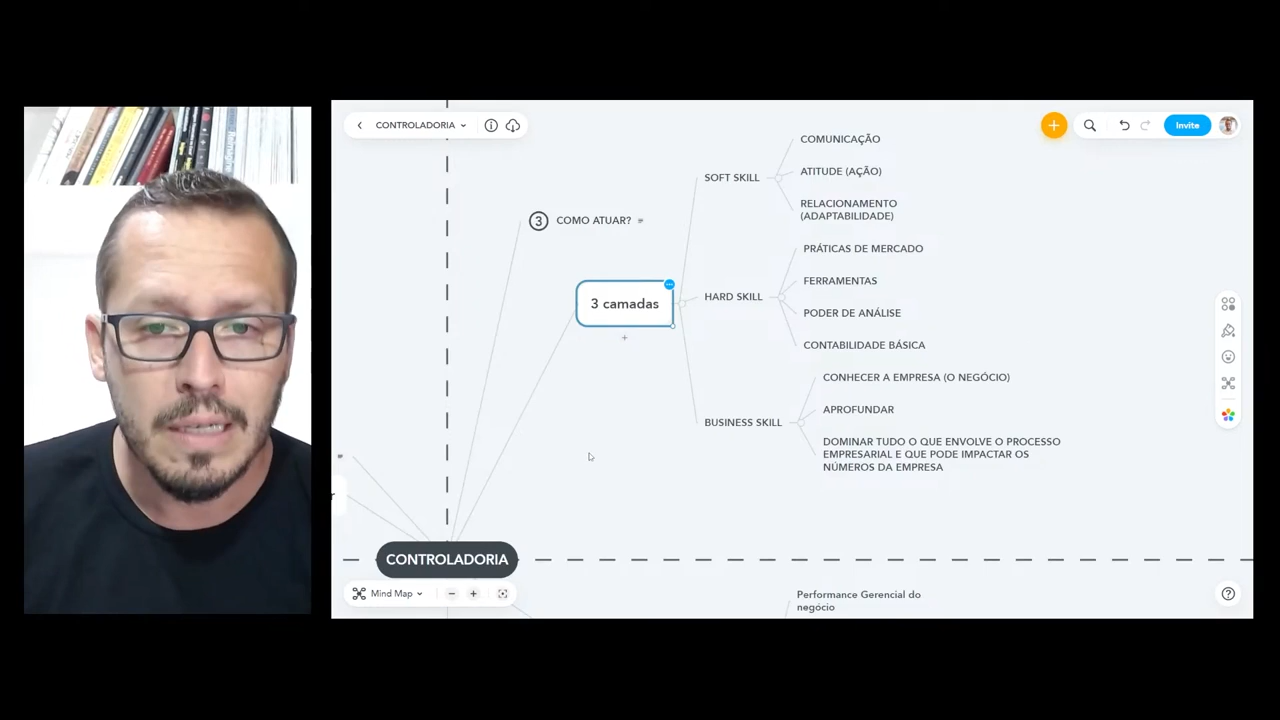 CONTROLADORIA
Invite
COMUNICAÇÃO
SOFT SKILL
ATITUDE (AÇÃO)
RELACIONAMENTO
(ADAPTABILIDADE)
3
COMO ATUAR?
3 camadas
PRÁTICAS DE MERCADO
FERRAMENTAS
HARD SKILL
PODER DE ANÁLISE
CONTABILIDADE BÁSICA
CONHECER A EMPRESA (O NEGÓCIO)
APROFUNDAR
BUSINESS SKILL
DOMINAR TUDO O QUE ENVOLVE O PROCESSO
EMPRESARIAL E QUE PODE IMPACTAR OS
NÚMEROS DA EMPRESA
r
CONTROLADORIA
Mind Map
Performance Gerencial do
negócio